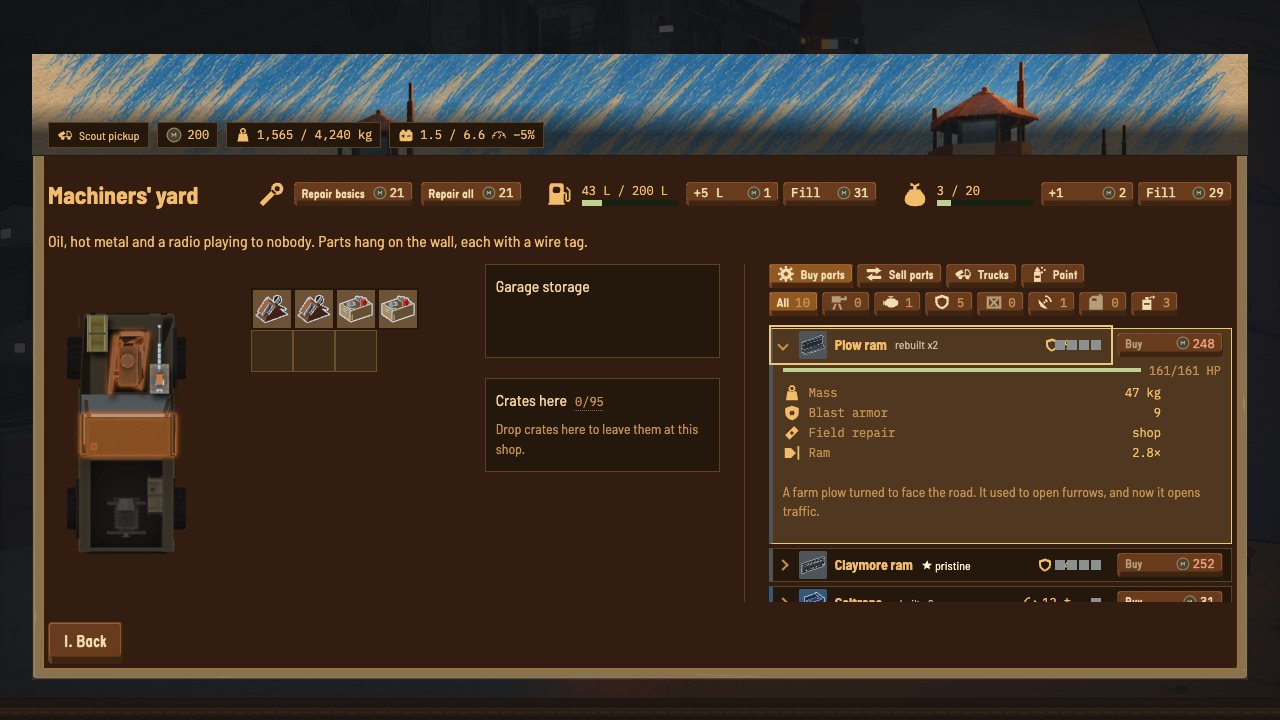 Scout pickup
200
1,565 / 4,240 kg
1.5 / 6.6
-5%
Machiners' yard
Repair basics 21
Repair all 21
43 L / 200 L
+5 L 1
Fill 31
3 / 20
+1 2
Fill 29
Oil, hot metal and a radio playing to nobody. Parts hang on the wall, each with a wire tag.
Garage storage
Crates here 0/95
Drop crates here to leave them at this
shop.
Buy parts
Sell parts
Trucks
Paint
All 10
0
1
5
0
1
0
3
Plow ram rebuilt x2
Buy 248
161/161 HP
Mass 47 kg
Blast armor 9
Field repair shop
Ram 2.8×
A farm plow turned to face the road. It used to open furrows, and now it opens
traffic.
Claymore ram ★ pristine
Buy 252
Buy 31
1. Back